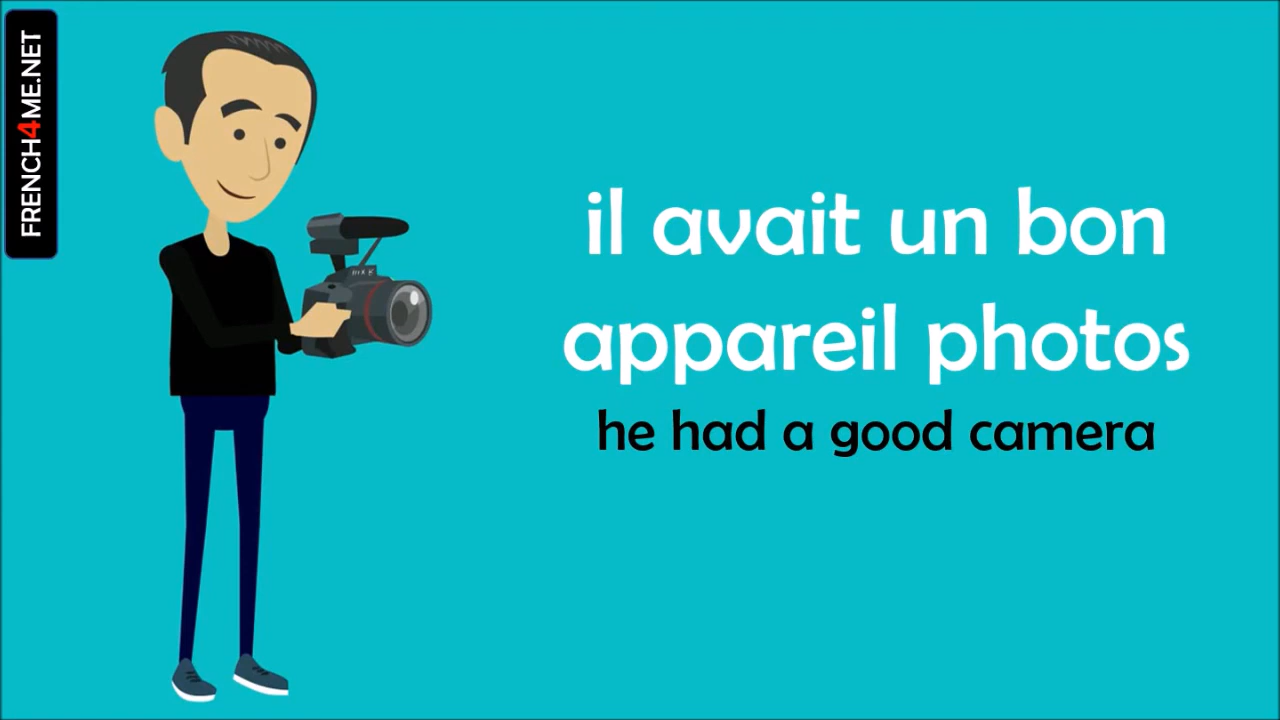 FRENCH4ME.NET
il avait un bon
appareil photos
he had a good camera